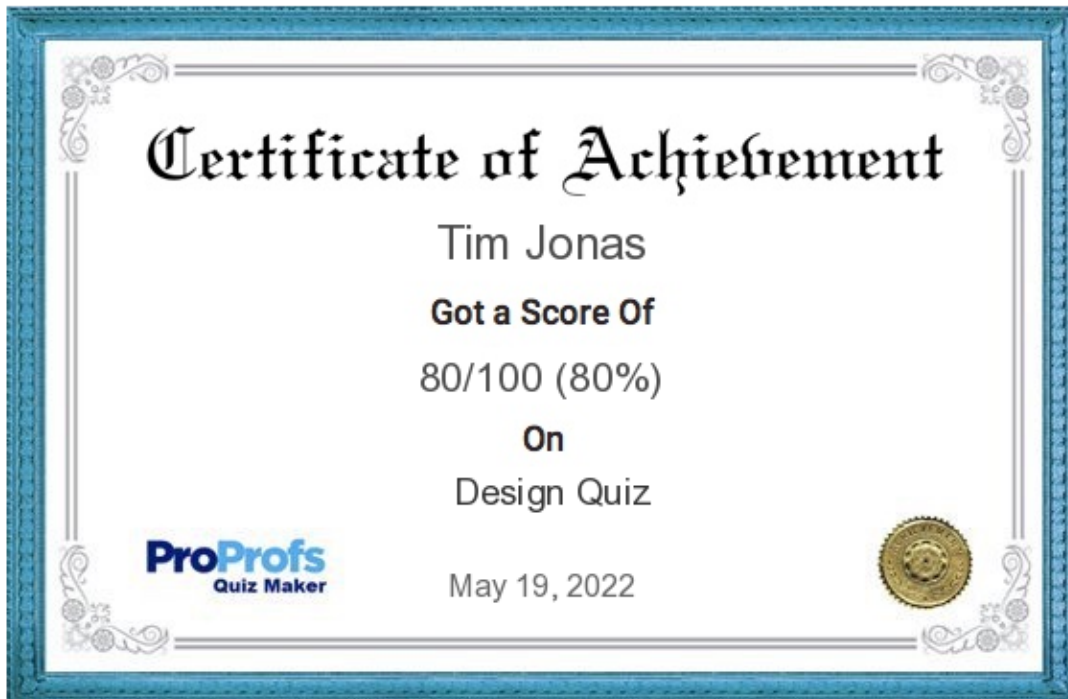 Certificate of Achievement
Tim Jonas
Got a Score Of
80/100 (80%)
On
Design Quiz
ProProfs
Quiz Maker
May 19, 2022